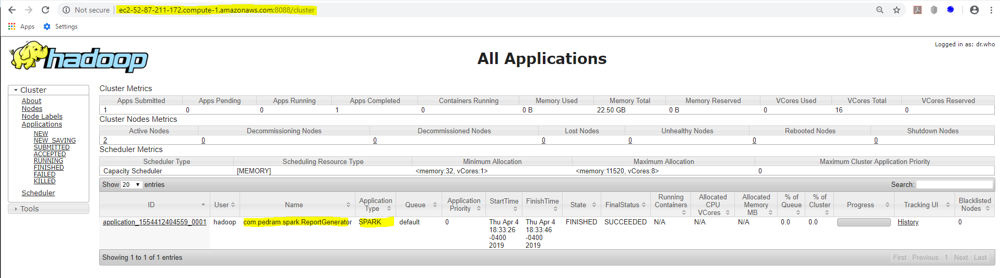 Not secure | ec2-52-87-211-172.compute-1.amazonaws.com:8088/cluster
Apps Settings
hadoop
All Applications
Logged in as: dr.who
Cluster
About
Nodes
Node Labels
Applications
NEW
NEW_SAVING
SUBMITTED
ACCEPTED
RUNNING
FINISHED
FAILED
KILLED
Scheduler
Tools
Cluster Metrics
Apps Submitted Apps Pending Apps Running Apps Completed Containers Running Memory Used Memory Total Memory Reserved VCores Used VCores Total VCores Reserved
1 0 0 1 0 0 B 22.50 GB 0 B 0 16 0
Cluster Nodes Metrics
Active Nodes Decommissioning Nodes Decommissioned Nodes Lost Nodes Unhealthy Nodes Rebooted Nodes Shutdown Nodes
2 0 0 0 0 0 0
Scheduler Metrics
Scheduler Type Scheduling Resource Type Minimum Allocation Maximum Allocation Maximum Cluster Application Priority
Capacity Scheduler [MEMORY] <memory:32, vCores:1> <memory:11520, vCores:8> 0
Show 20 entries Search:
ID User Name Application Type Queue Application Priority StartTime FinishTime State FinalStatus Running Containers Allocated CPU VCores Allocated Memory MB % of Queue % of Cluster Progress Tracking UI Blacklisted Nodes
application_1554412404559_0001 hadoop com.pedram.spark.ReportGenerator SPARK default 0 Thu Apr 4 18:33:26 -0400 2019 Thu Apr 4 18:33:46 -0400 2019 FINISHED SUCCEEDED N/A N/A N/A 0.0 0.0 History 0
Showing 1 to 1 of 1 entries First Previous 1 Next Last